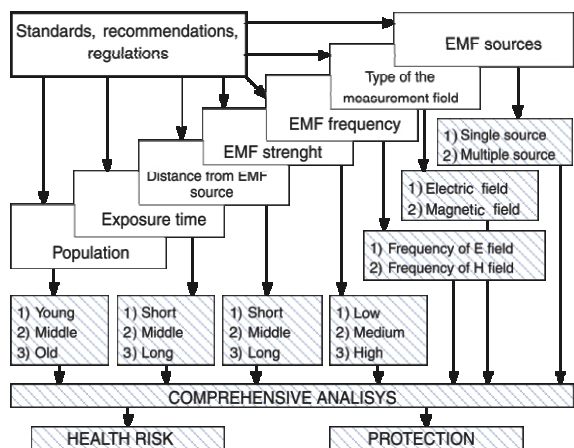 Standards, recommendations,
regulations
EMF sources
Type of the
measurement field
EMF frequency
EMF strenght
Distance from EMF
source
Exposure time
Population
1) Single source
2) Multiple source
1) Electric field
2) Magnetic field
1) Frequency of E field
2) Frequency of H field
1) Young
2) Middle
3) Old
1) Short
2) Middle
3) Long
1) Short
2) Middle
3) Long
1) Low
2) Medium
3) High
COMPREHENSIVE ANALISYS
HEALTH RISK
PROTECTION